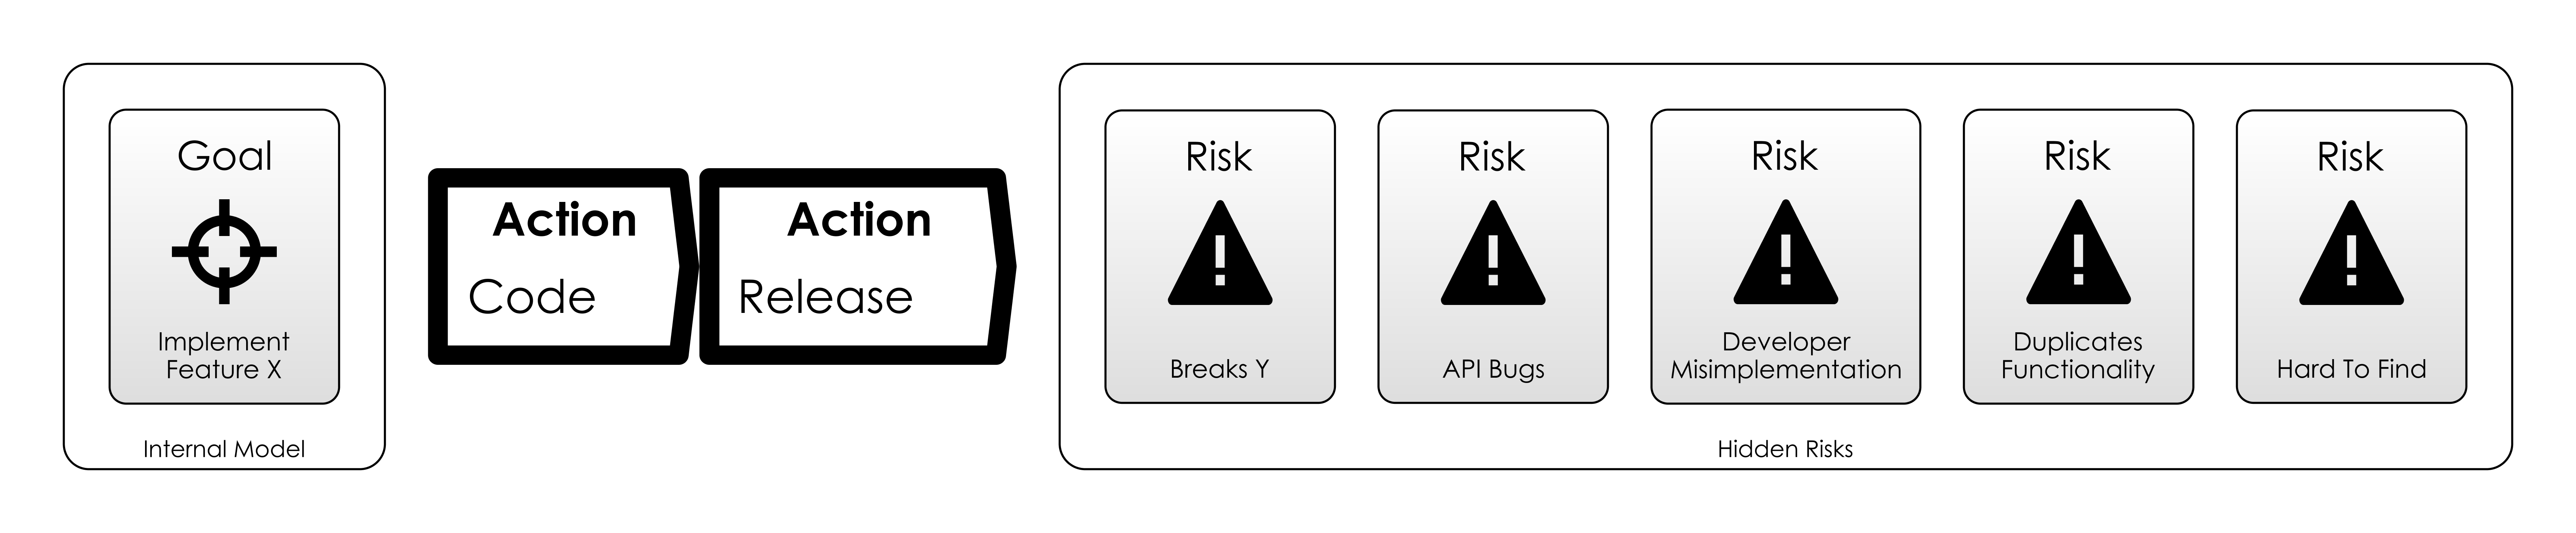 Goal
Implement
Feature X
Internal Model
Action
Code
Action
Release
Risk
Breaks Y
Risk
API Bugs
Risk
Developer
Misimplementation
Risk
Duplicates
Functionality
Risk
Hard To Find
Hidden Risks